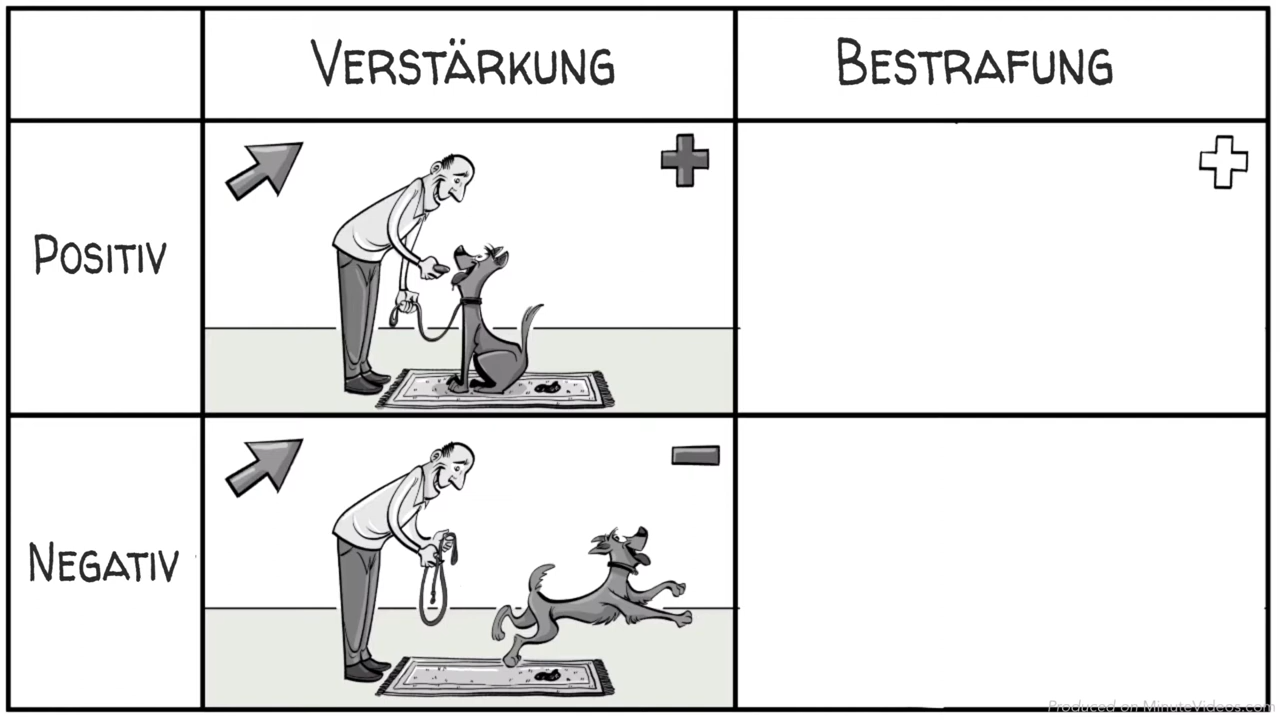 VERSTÄRKUNG
BESTRAFUNG
POSITIV
NEGATIV
Produced on MinuteVideos.com